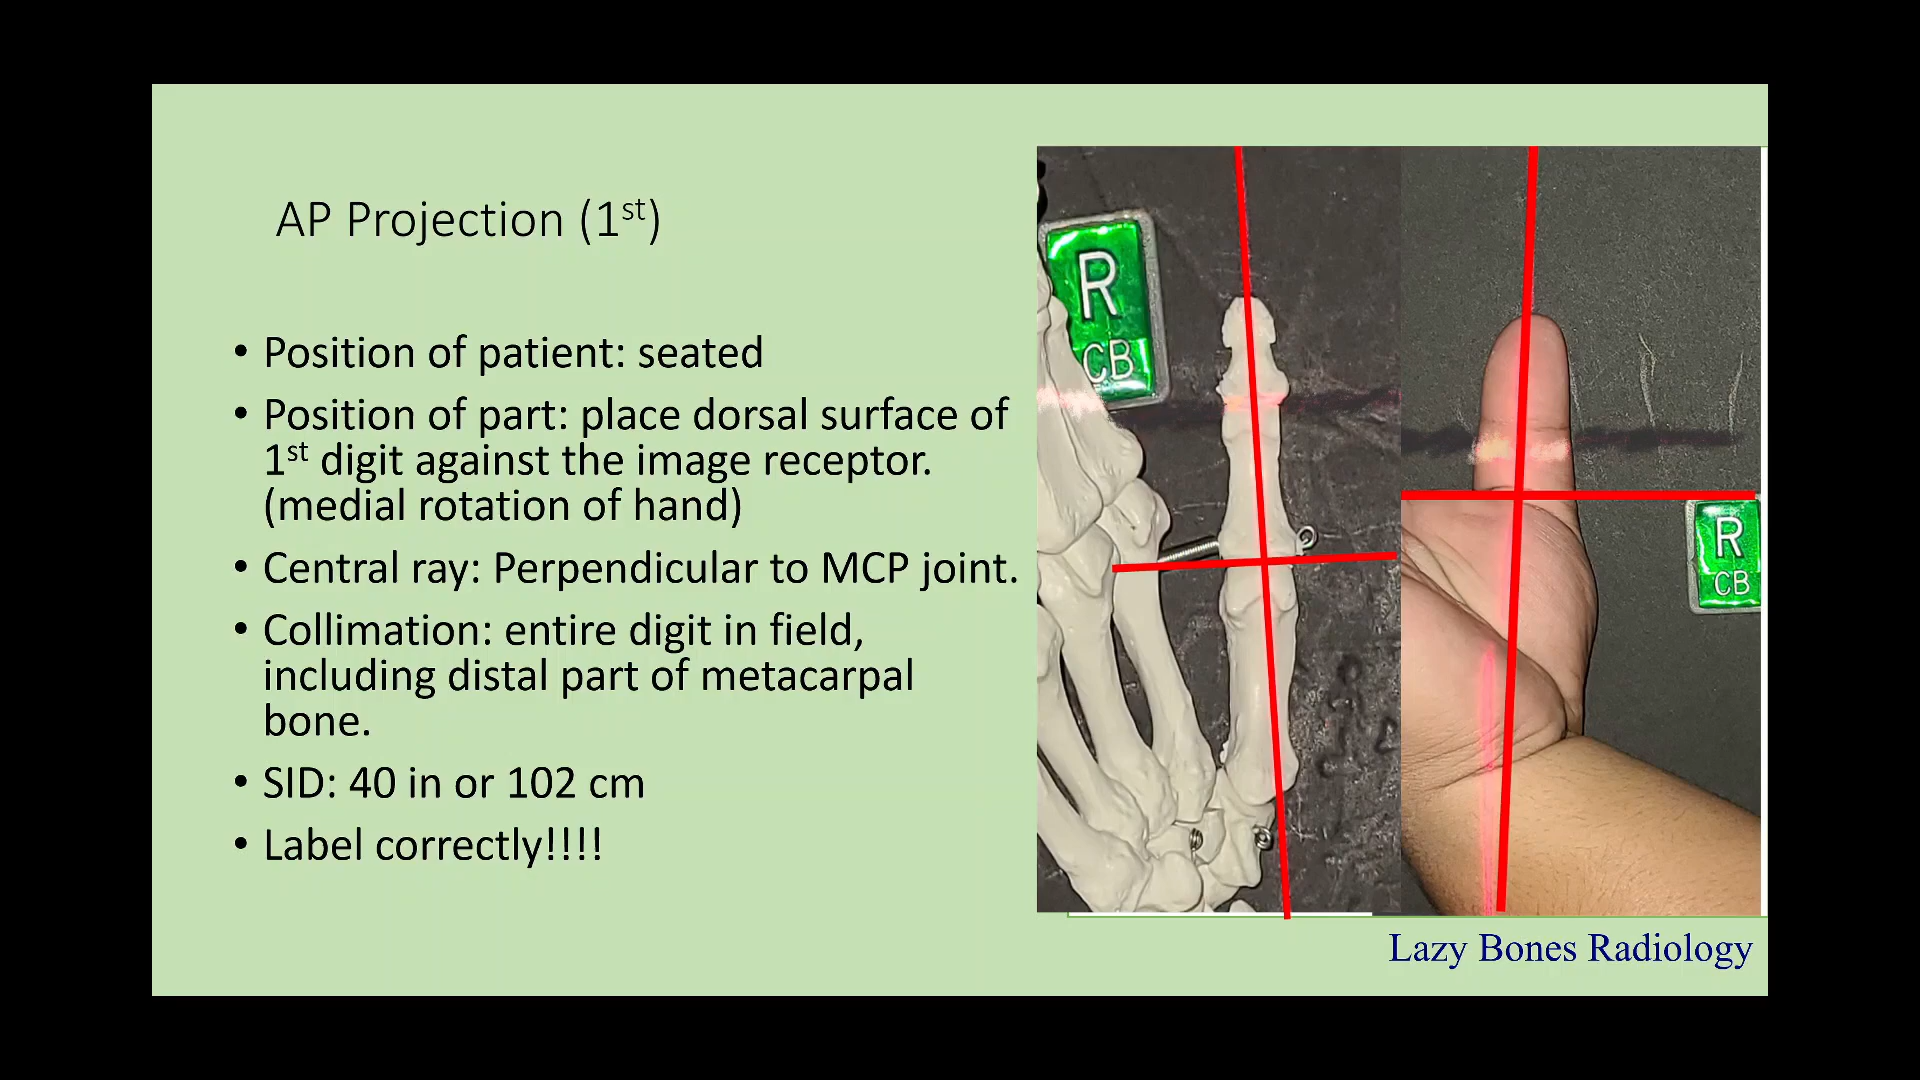 AP Projection (1st)
• Position of patient: seated
• Position of part: place dorsal surface of
1st digit against the image receptor.
(medial rotation of hand)
• Central ray: Perpendicular to MCP joint.
• Collimation: entire digit in field,
including distal part of metacarpal
bone.
• SID: 40 in or 102 cm
• Label correctly!!!!
R
CB
R
CB
Lazy Bones Radiology